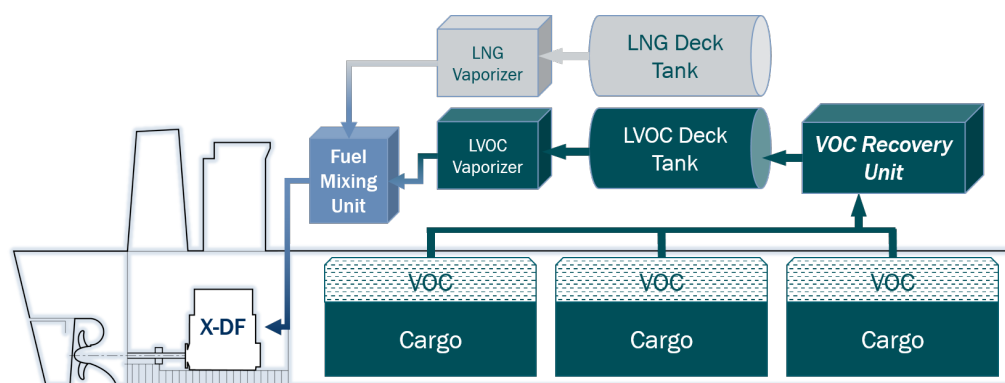 LNG
Vaporizer
LNG Deck
Tank
Fuel
Mixing
Unit
LVOC
Vaporizer
LVOC Deck
Tank
VOC Recovery
Unit
VOC
VOC
VOC
X-DF
Cargo
Cargo
Cargo